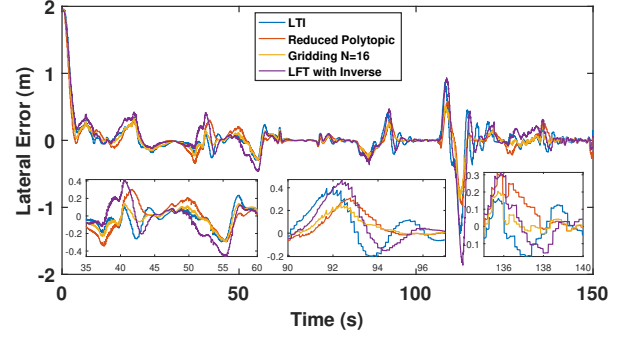 2
1
0
-1
-2
Lateral Error (m)
LTI
Reduced Polytopic
Gridding N=16
LFT with Inverse
0.4
0.2
0
-0.2
-0.4
35 40 45 50 55 60
0.4
0.2
0
-0.2
90 92 94 96
0.3
0.2
0.1
0
0.1
136 138 140
0 50 100 150
Time (s)